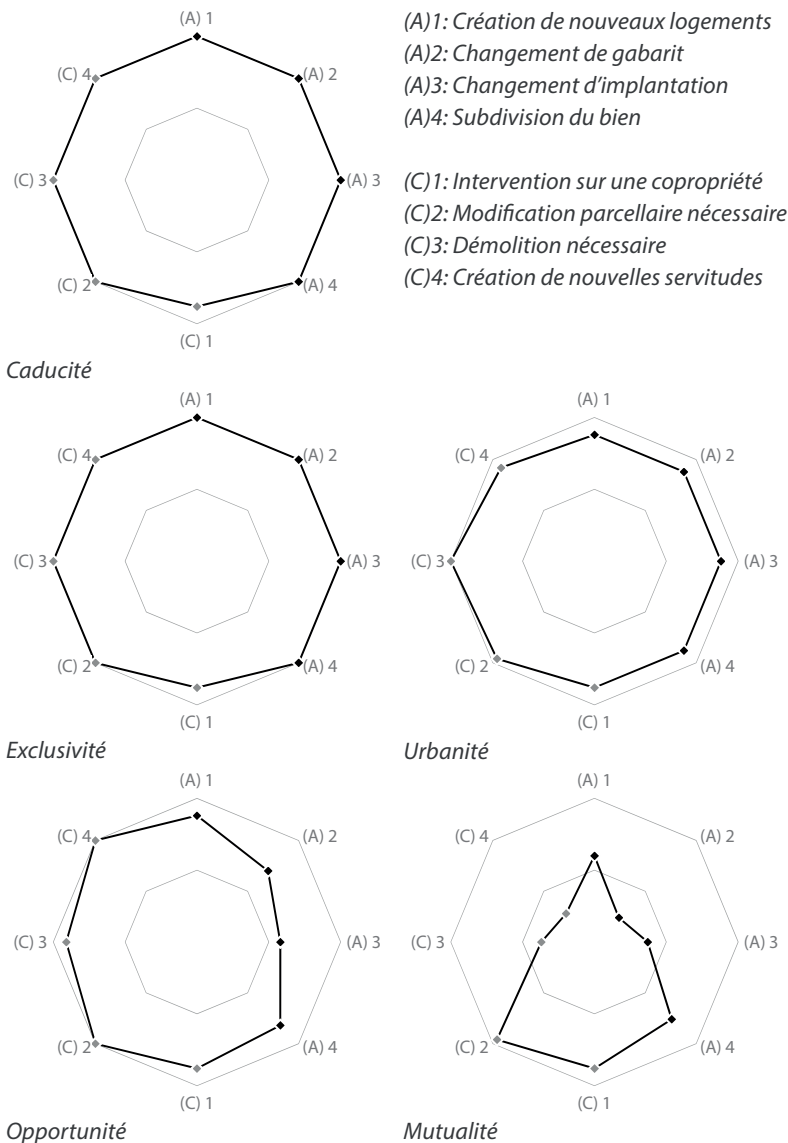 (A) 1
(C) 4
(A) 2
(C) 3
(A) 3
(C) 2
(A) 4
(C) 1
Caducité
(A)1: Création de nouveaux logements
(A)2: Changement de gabarit
(A)3: Changement d'implantation
(A)4: Subdivision du bien
(C)1: Intervention sur une copropriété
(C)2: Modification parcellaire nécessaire
(C)3: Démolition nécessaire
(C)4: Création de nouvelles servitudes
(A) 1
(C) 4
(A) 2
(C) 3
(A) 3
(C) 2
(A) 4
(C) 1
Exclusivité
(A) 1
(C) 4
(A) 2
(C) 3
(A) 3
(C) 2
(A) 4
(C) 1
Urbanité
(A) 1
(C) 4
(A) 2
(C) 3
(A) 3
(C) 2
(A) 4
(C) 1
Opportunité
(A) 1
(C) 4
(A) 2
(C) 3
(A) 3
(C) 2
(A) 4
(C) 1
Mutualité